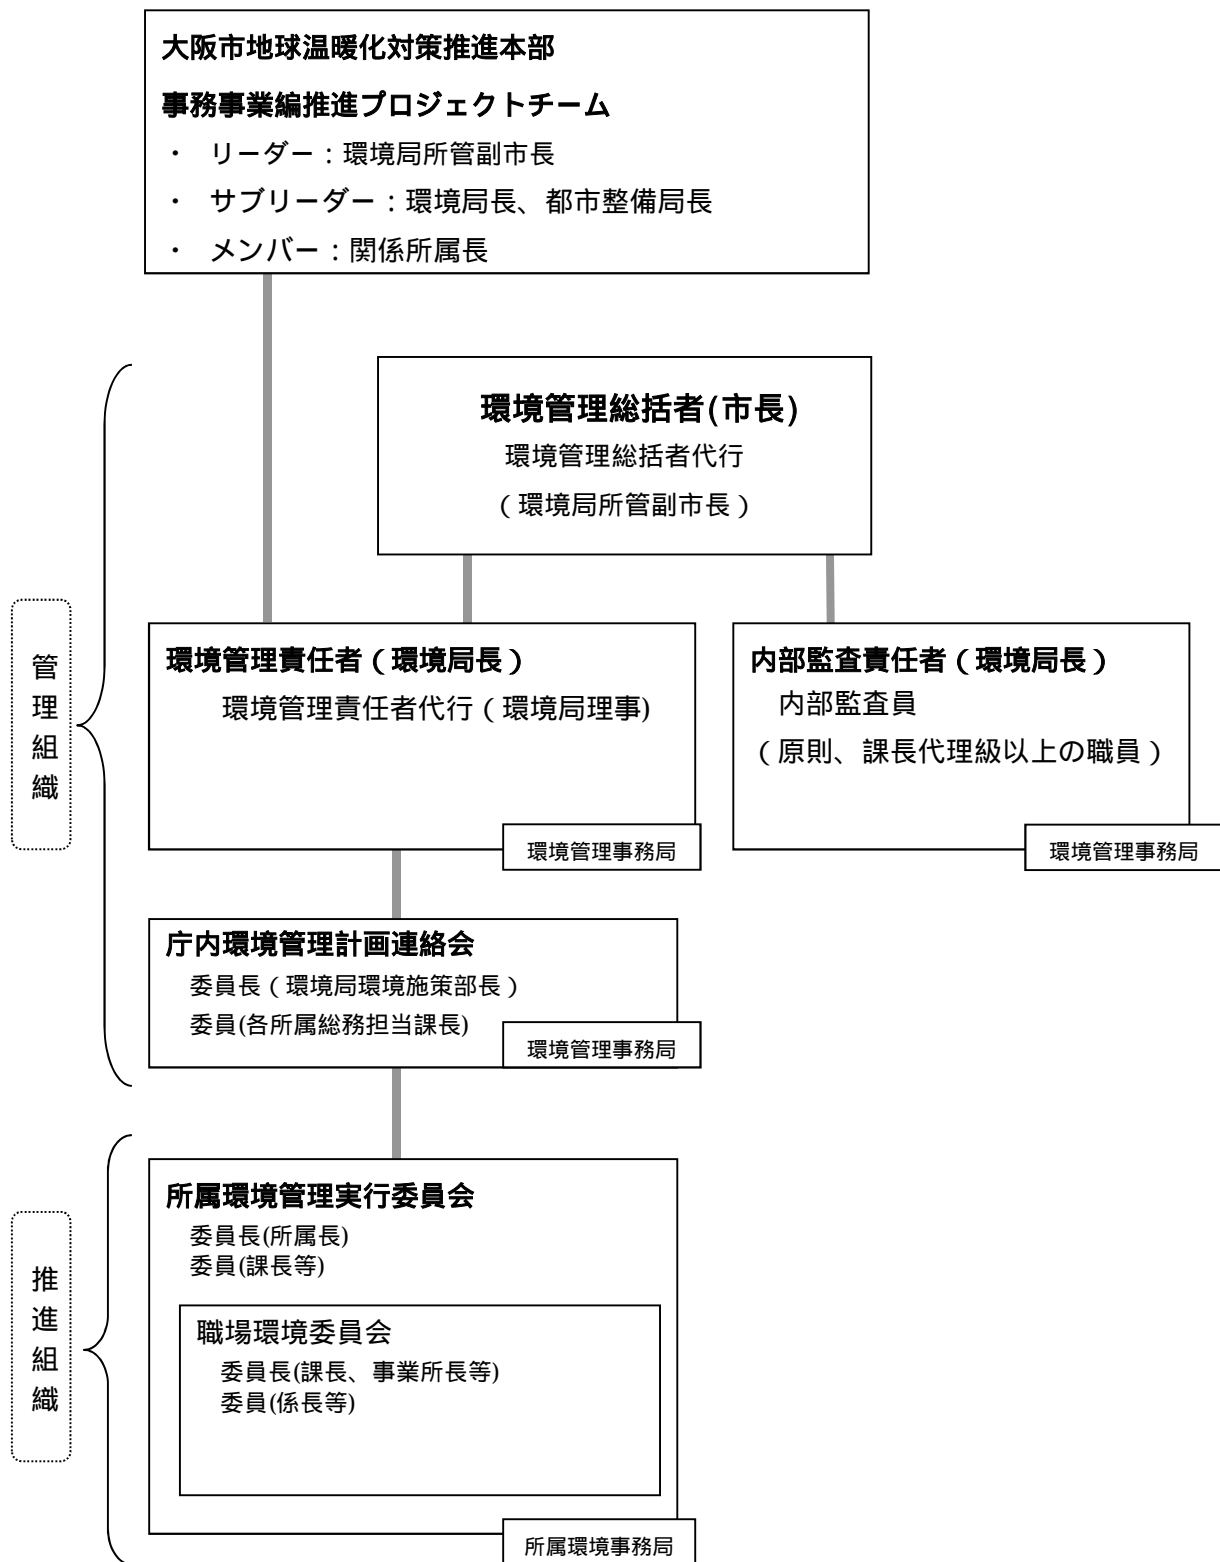 大阪市地球温暖化対策推進本部
事務事業編推進プロジェクトチーム
・ リーダー：環境局所管副市長
・ サブリーダー：環境局長、都市整備局長
・ メンバー：関係所属長
環境管理総括者(市長)
環境管理総括者代行
（環境局所管副市長）
管理組織
環境管理責任者（環境局長）
環境管理責任者代行（環境局理事)
環境管理事務局
内部監査責任者（環境局長）
内部監査員
（原則、課長代理級以上の職員）
環境管理事務局
庁内環境管理計画連絡会
委員長（環境局環境施策部長）
委員(各所属総務担当課長)
環境管理事務局
推進組織
所属環境管理実行委員会
委員長(所属長)
委員(課長等)
職場環境委員会
委員長(課長、事業所長等)
委員(係長等)
所属環境事務局